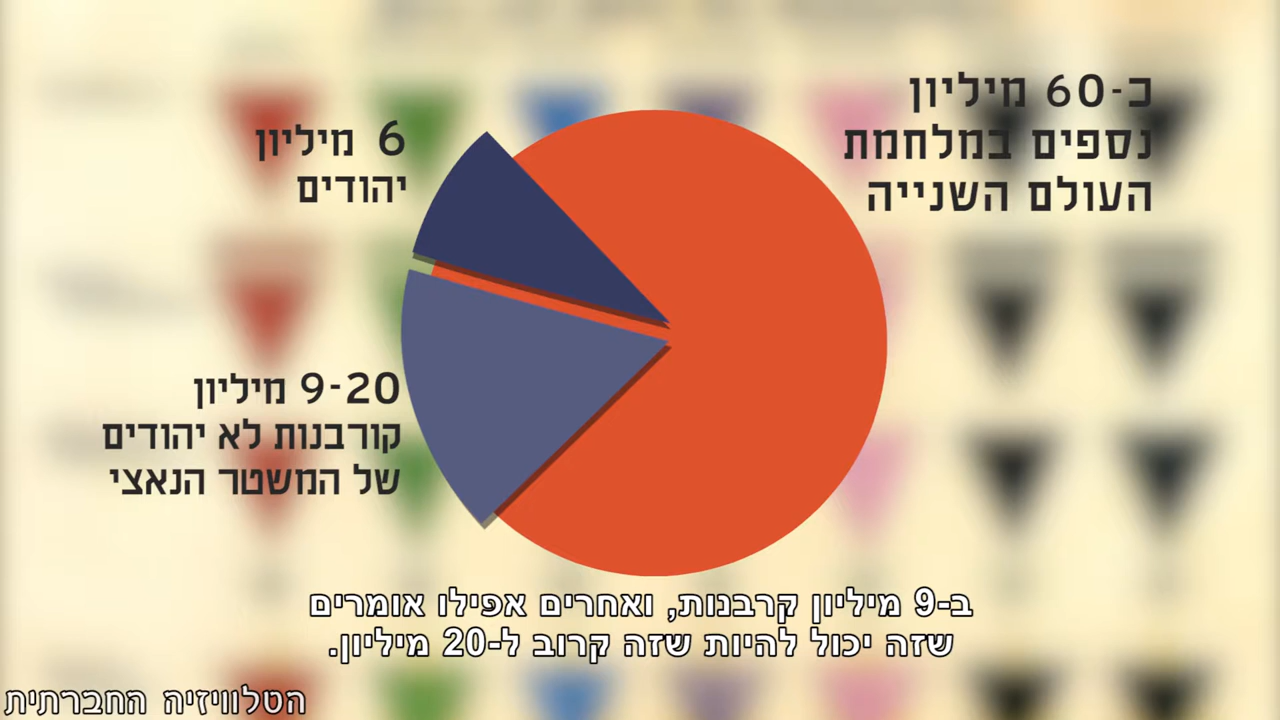 כ-60 מיליון
נספים במלחמת
העולם השנייה
6 מיליון
יהודים
9-20 מיליון
קורבנות לא יהודים
של המשטר הנאצי
ב-9 מיליון קרבנות, ואחרים אפילו אומרים
שזה יכול להיות שזה קרוב ל-20 מיליון.
הטלוויזיה החברתית